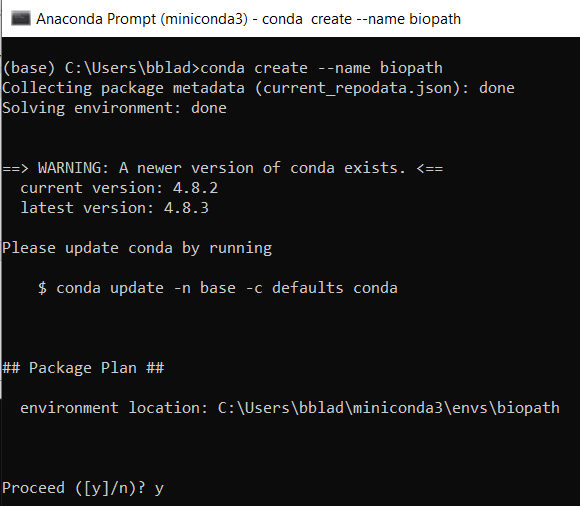 Anaconda Prompt (miniconda3) - conda  create --name biopath
(base) C:\Users\bblad>conda create --name biopath
Collecting package metadata (current_repodata.json): done
Solving environment: done
==> WARNING: A newer version of conda exists. <==
  current version: 4.8.2
  latest version: 4.8.3
Please update conda by running
    $ conda update -n base -c defaults conda
## Package Plan ##
  environment location: C:\Users\bblad\miniconda3\envs\biopath
Proceed ([y]/n)? y